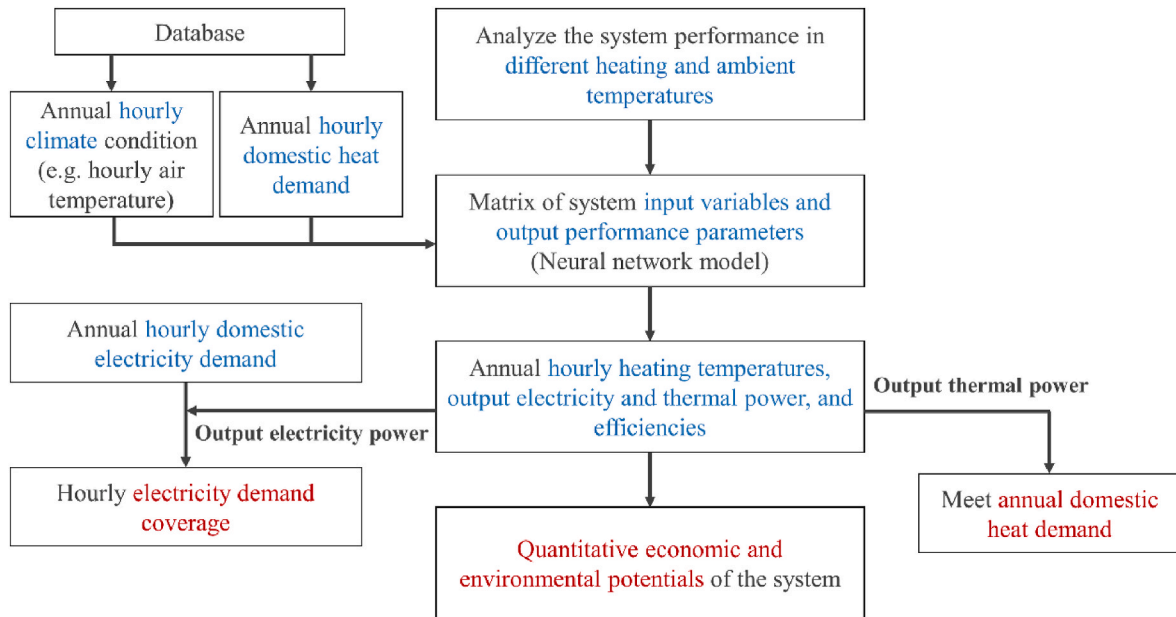 Database
Analyze the system performance in
different heating and ambient
temperatures
Annual hourly
climate condition
(e.g. hourly air
temperature)
Annual hourly
domestic heat
demand
Matrix of system input variables and
output performance parameters
(Neural network model)
Annual hourly domestic
electricity demand
Annual hourly heating temperatures,
output electricity and thermal power, and
efficiencies
Output thermal power
Output electricity power
Hourly electricity demand
coverage
Meet annual domestic
heat demand
Quantitative economic and
environmental potentials of the system